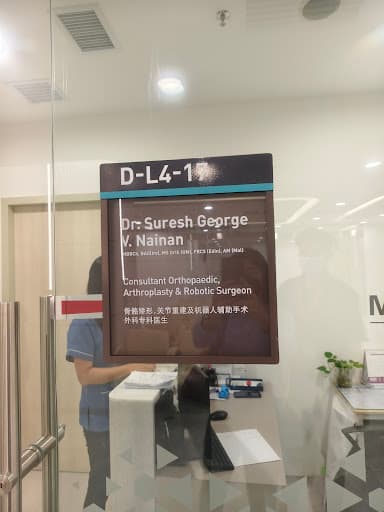 D-L4-17
Dr. Suresh George
V. Nainan
Consultant Orthopaedic,
Arthroplasty & Robotic Surgeon
骨骼矫形、关节重建及机器人辅助手术
外科专科医生
M